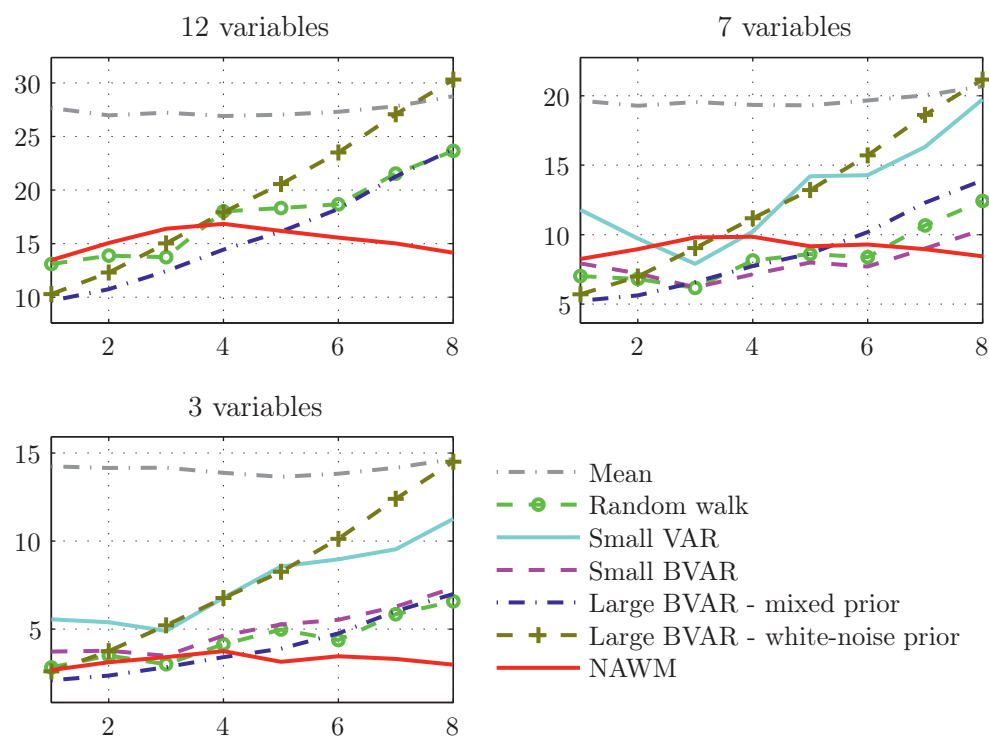 12 variables
30
25
20
15
10
2 4 6 8
7 variables
20
15
10
5
2 4 6 8
3 variables
15
10
5
2 4 6 8
Mean
Random walk
Small VAR
Small BVAR
Large BVAR - mixed prior
Large BVAR - white-noise prior
NAWM